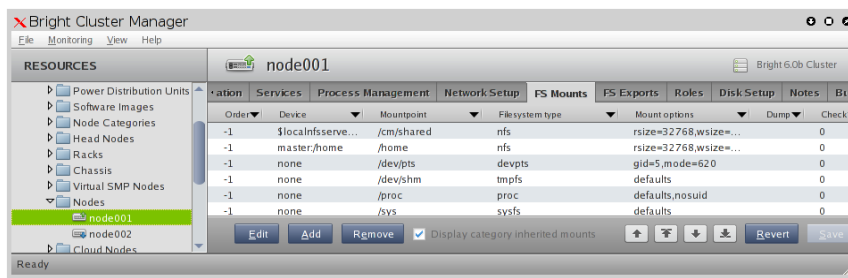 Bright Cluster Manager
File Monitoring View Help
RESOURCES
node001
Bright 6.0b Cluster
Power Distribution Units
Software Images
Node Categories
Head Nodes
Racks
Chassis
Virtual SMP Nodes
Nodes
node001
node002
Cloud Nodes
ation Services Process Management Network Setup FS Mounts FS Exports Roles Disk Setup Notes Bu
Order Device Mountpoint Filesystem type Mount options Dump Check
-1 $localnfsserve... /cm/shared nfs rsize=32768,wsize=... 0
-1 master:/home /home nfs rsize=32768,wsize=... 0
-1 none /dev/pts devpts gid=5,mode=620 0
-1 none /dev/shm tmpfs defaults 0
-1 none /proc proc defaults,nosuid 0
-1 none /sys sysfs defaults 0
Edit Add Remove Display category inherited mounts Revert Save
Ready